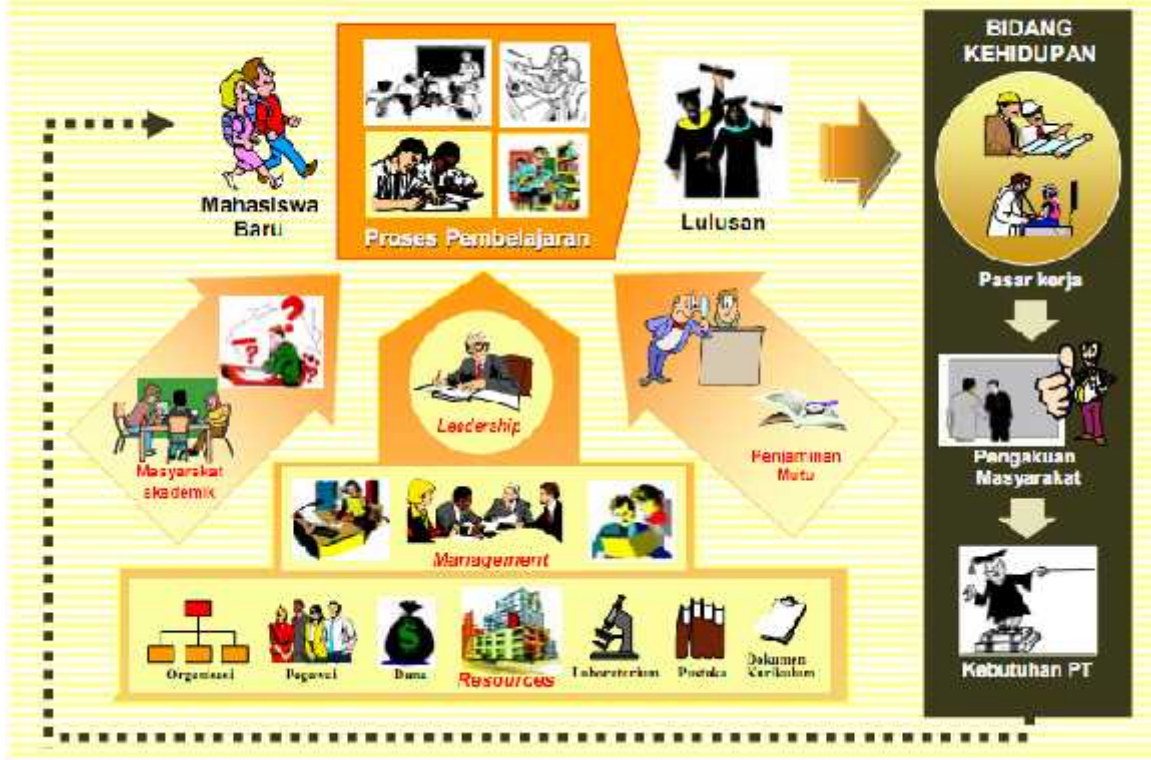 BIDANG
KEHIDUPAN
Mahasiswa
Baru
Proses Pembelajaran
Lulusan
Pasar kerja
Leadership
Masyarakat
akademik
Penjaminan
Mutu
Pengakuan
Masyarakat
Management
Organisasi
Pegawai
Dana
Resources
Laboratorium
Pustaka
Dokumen
Kurikulum
Kebutuhan PT